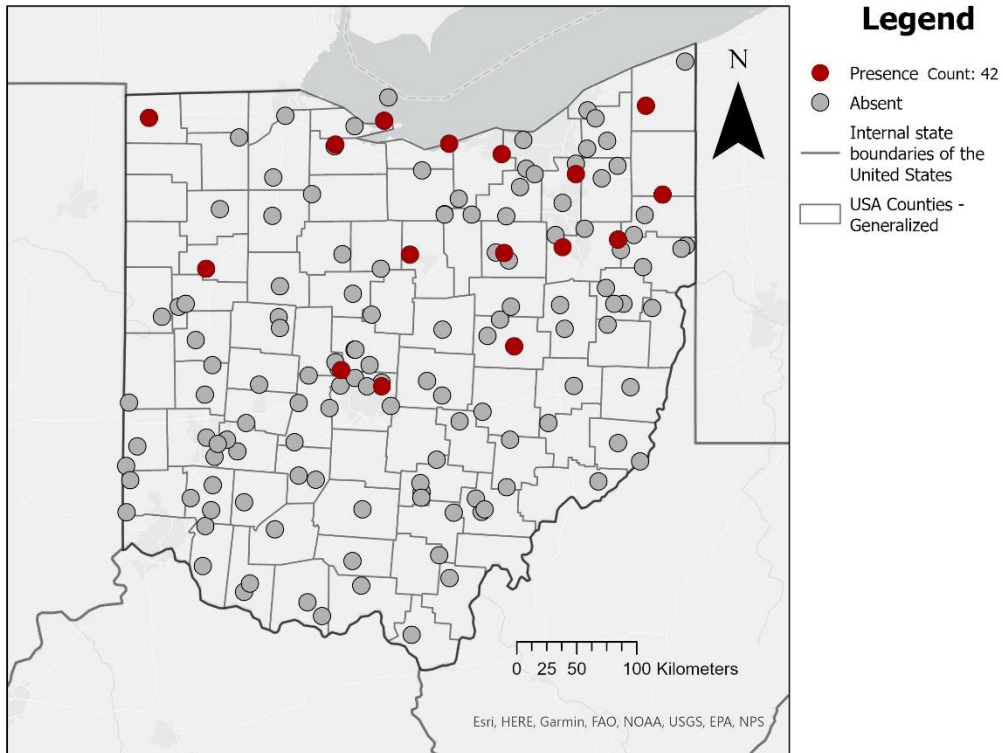 Legend
N
Presence Count: 42
Absent
Internal state
boundaries of the
United States
USA Counties -
Generalized
0 25 50 100 Kilometers
Esri, HERE, Garmin, FAO, NOAA, USGS, EPA, NPS